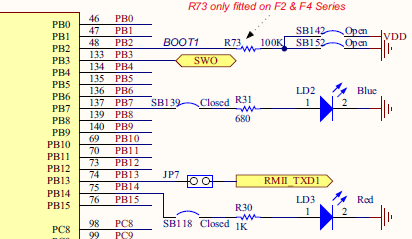 R73 only fitted on F2 & F4 Series
PB0 46 PB0
PB1 47 PB1
PB2 48 PB2 BOOT1 R73 100K SB142 Open
SB152 Open VDD
PB3 133 PB3 SWO
PB4 134 PB4
PB5 135 PB5
PB6 136 PB6
PB7 137 PB7 SB139 Closed R31 680 LD2 1 2 Blue
PB8 139 PB8
PB9 140 PB9
PB10 69 PB10
PB11 70 PB11
PB12 73 PB12
PB13 74 PB13 JP7 RMII_TXD1
PB14 75 PB14
PB15 76 PB15 SB118 Closed R30 1K LD3 1 2 Red
PC8 98 PC8
99 PC9